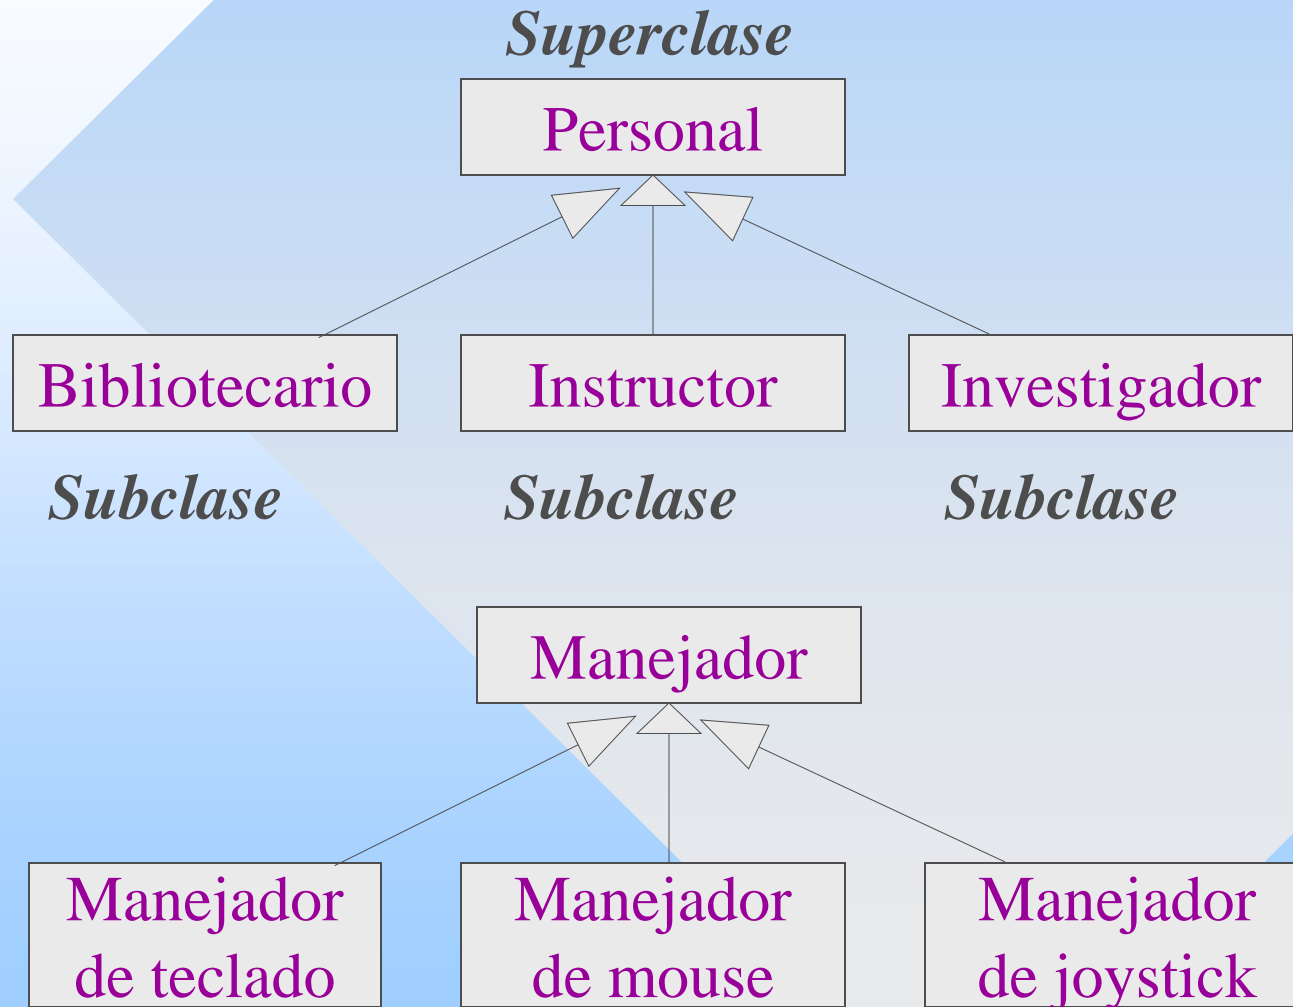 Superclase
Personal
Bibliotecario
Instructor
Investigador
Subclase
Subclase
Subclase
Manejador
Manejador
de teclado
Manejador
de mouse
Manejador
de joystick